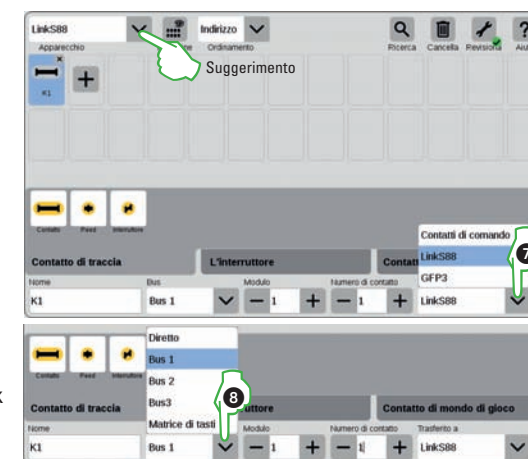 LinkS88
Indirizzo
Apparecchio
Ordinamento
Ricerca
Cancella
Revisione
Suggerimento
K1
Contatto
Feed
Interruttore
Contatti di comando
LinkS88
GFP3
7
Contatto di traccia
L'interruttore
Nome
Bus
Modulo
Numero di contatto
K1
Bus 1
1
1
LinkS88
Diretto
Bus 1
Bus 2
Bus3
Matrice di tasti
8
Contatto
Feed
Contatto di traccia
Contatto di mondo di gioco
Nome
Modulo
Numero di contatto
Trasferito a
K1
Bus 1
1
1
LinkS88